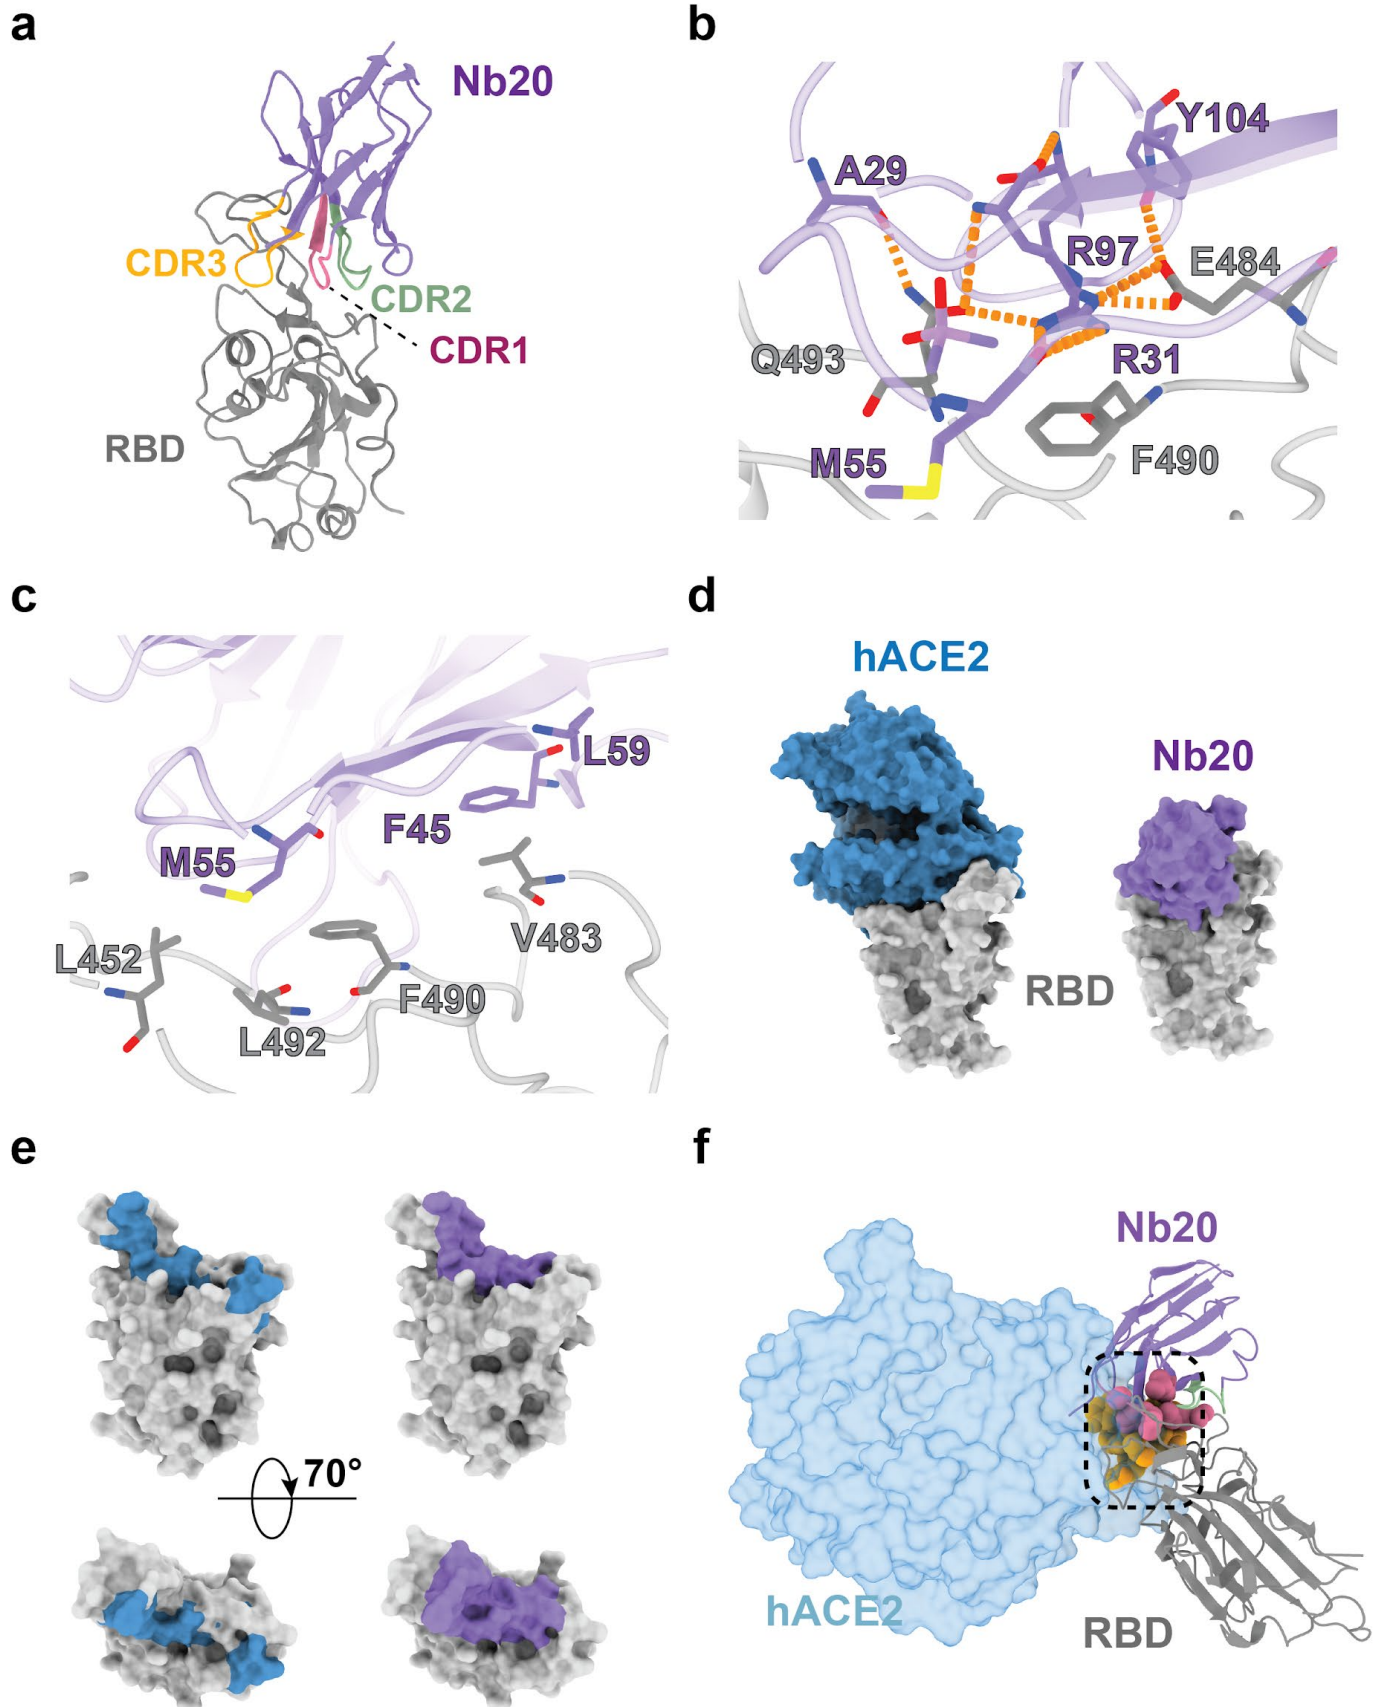 a
Nb20
CDR3
CDR2
CDR1
RBD
b
Y104
A29
R97
E484
Q493
R31
M55
F490
c
L59
F45
M55
V483
L452
F490
L492
d
hACE2
Nb20
RBD
e
70°
f
Nb20
hACE2
RBD